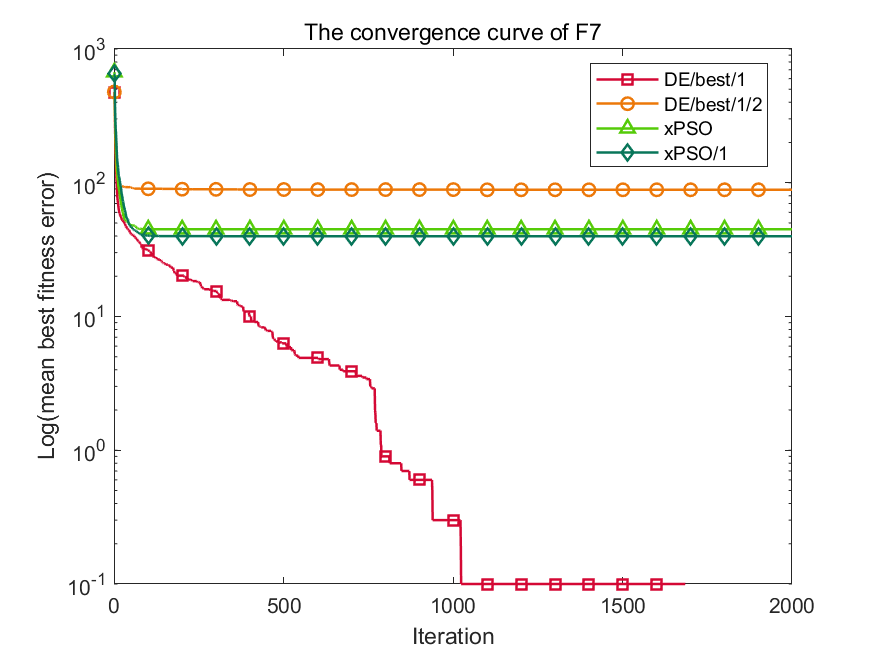 The convergence curve of F7
10^3
10^2
10^1
10^0
10^-1
Log(mean best fitness error)
DE/best/1
DE/best/1/2
xPSO
xPSO/1
0
500
1000
1500
2000
Iteration